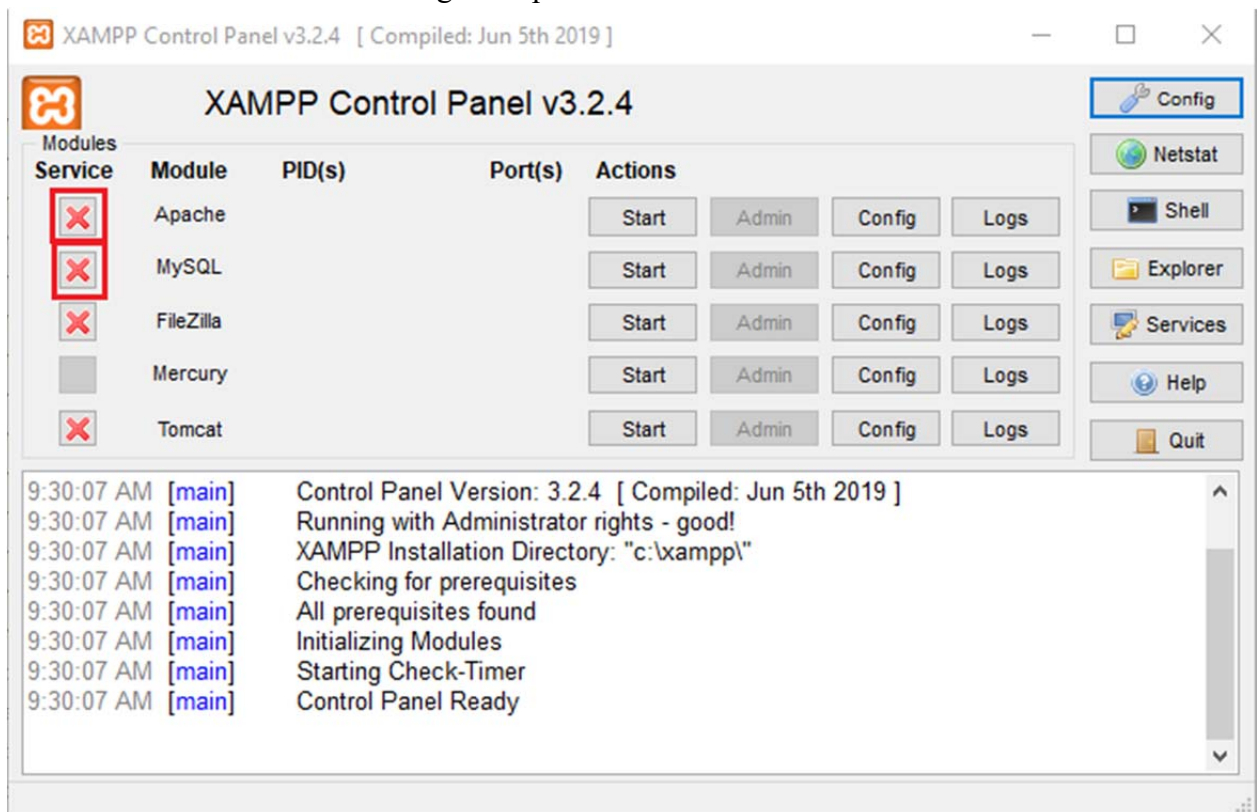 XAMPP Control Panel v3.2.4 [ Compiled: Jun 5th 2019 ]
XAMPP Control Panel v3.2.4
Config
Modules
Service Module PID(s) Port(s) Actions
Netstat
Apache Start Admin Config Logs
Shell
MySQL Start Admin Config Logs
Explorer
FileZilla Start Admin Config Logs
Services
Mercury Start Admin Config Logs
Help
Tomcat Start Admin Config Logs
Quit
9:30:07 AM [main] Control Panel Version: 3.2.4 [ Compiled: Jun 5th 2019 ]
9:30:07 AM [main] Running with Administrator rights - good!
9:30:07 AM [main] XAMPP Installation Directory: "c:\xampp\"
9:30:07 AM [main] Checking for prerequisites
9:30:07 AM [main] All prerequisites found
9:30:07 AM [main] Initializing Modules
9:30:07 AM [main] Starting Check-Timer
9:30:07 AM [main] Control Panel Ready